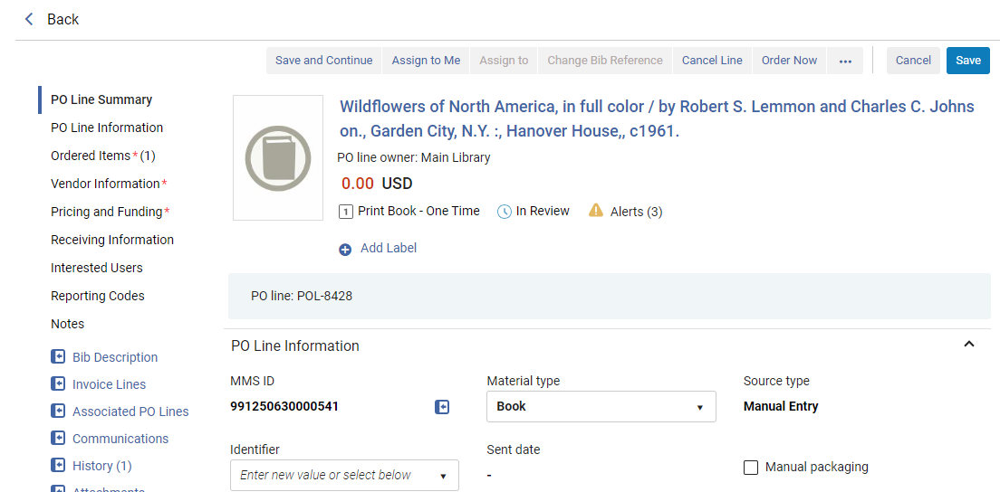 Back
Save and Continue Assign to Me Assign to Change Bib Reference Cancel Line Order Now ... Cancel Save
PO Line Summary
PO Line Information
Ordered Items * (1)
Vendor Information *
Pricing and Funding *
Receiving Information
Interested Users
Reporting Codes
Notes
Bib Description
Invoice Lines
Associated PO Lines
Communications
History (1)
Attachments
Wildflowers of North America, in full color / by Robert S. Lemmon and Charles C. Johns
on., Garden City, N.Y. :, Hanover House,, c1961.
PO line owner: Main Library
0.00 USD
1 Print Book - One Time In Review Alerts (3)
Add Label
PO line: POL-8428
PO Line Information
MMS ID Material type Source type
991250630000541 Book Manual Entry
Identifier Sent date
Enter new value or select below - Manual packaging